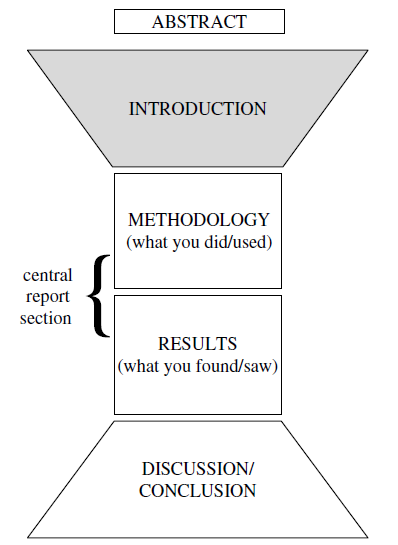 ABSTRACT
INTRODUCTION
METHODOLOGY
(what you did/used)
central
report
section
RESULTS
(what you found/saw)
DISCUSSION/
CONCLUSION